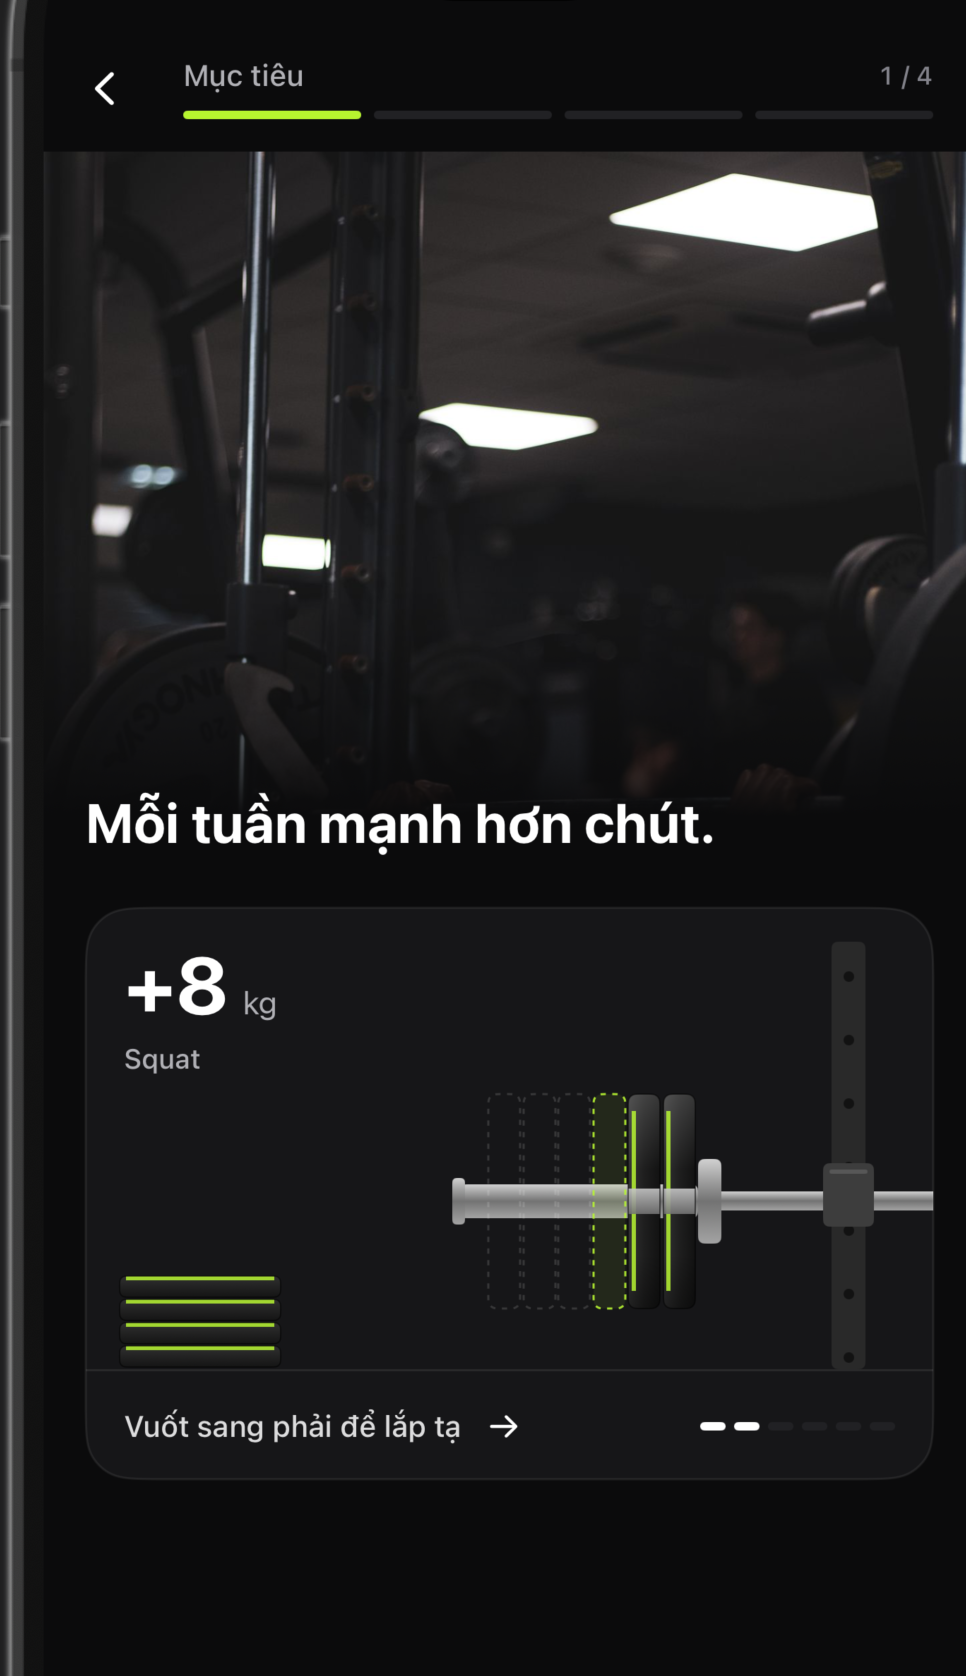 Mục tiêu
1 / 4
Mỗi tuần mạnh hơn chút.
+8 kg
Squat
Vuốt sang phải để lắp tạ →